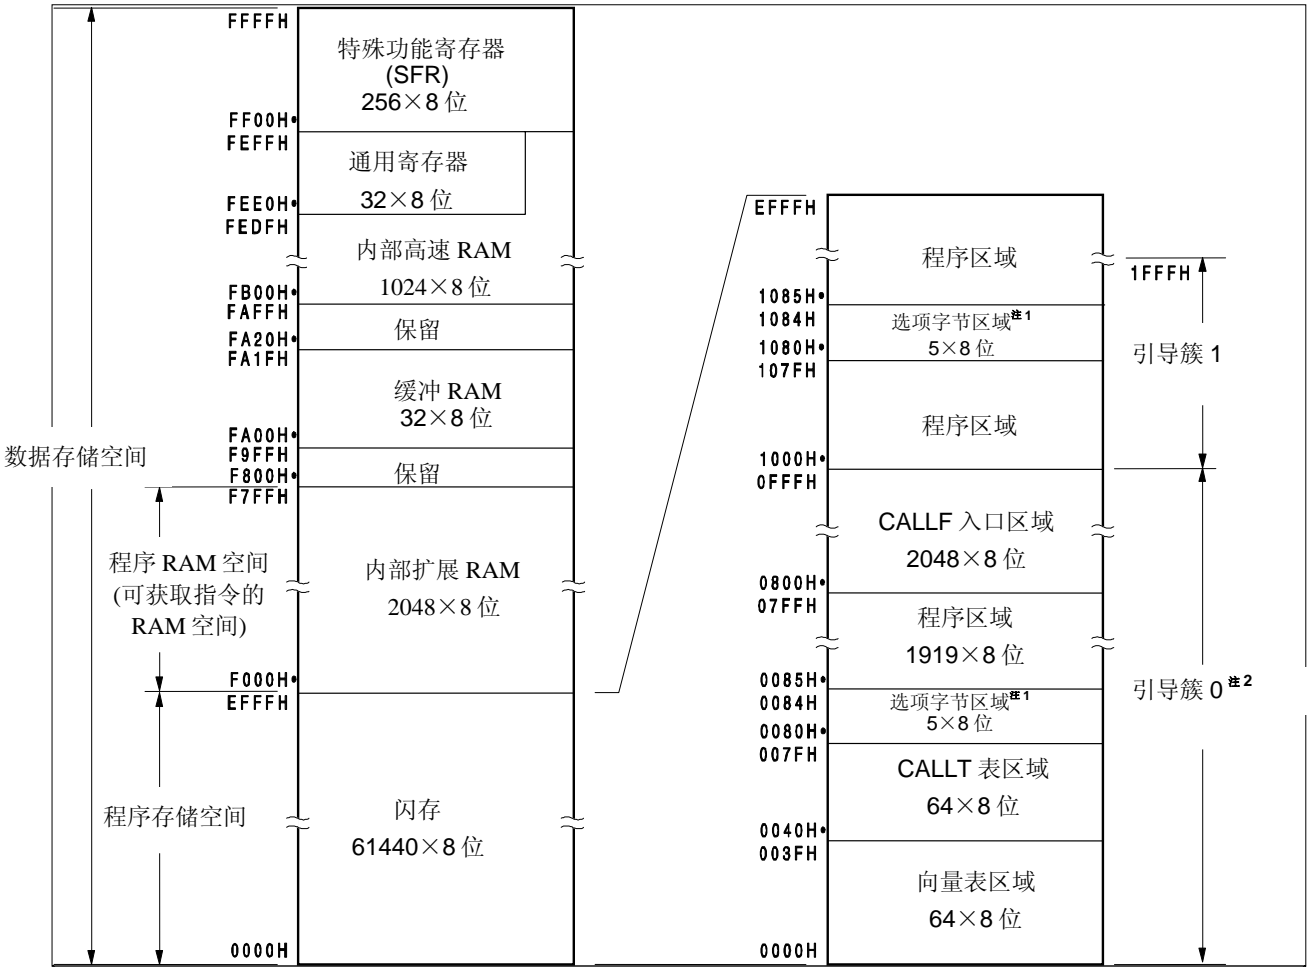 FFFFH
特殊功能寄存器
(SFR)
256×8 位
FF00H
FEFFH
通用寄存器
32×8 位
FEE0H
FEDFH
内部高速 RAM
1024×8 位
FB00H
FAFFH
保留
FA20H
FA1FH
缓冲 RAM
32×8 位
FA00H
F9FFH
保留
F800H
F7FFH
数据存储空间
程序 RAM 空间
(可获取指令的
RAM 空间)
内部扩展 RAM
2048×8 位
F000H
EFFFH
程序存储空间
闪存
61440×8 位
0000H
EFFFH
程序区域
1FFFH
1085H
1084H
选项字节区域注1
5×8 位
1080H
107FH
引导簇 1
程序区域
1000H
0FFFH
CALLF 入口区域
2048×8 位
0800H
07FFH
程序区域
1919×8 位
0085H
0084H
选项字节区域注1
5×8 位
0080H
007FH
引导簇 0注2
CALLT 表区域
64×8 位
0040H
003FH
向量表区域
64×8 位
0000H